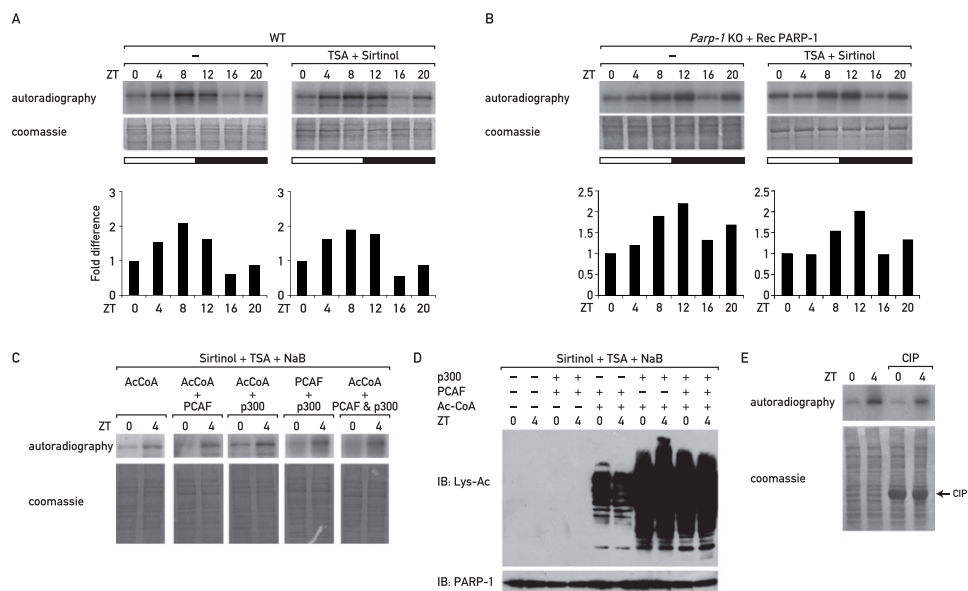 A
WT
–
TSA + Sirtinol
ZT 0 4 8 12 16 20 0 4 8 12 16 20
autoradiography
coomassie
Fold difference
3
2
1
0
ZT 0 4 8 12 16 20
3
2
1
0
ZT 0 4 8 12 16 20
B
Parp-1 KO + Rec PARP-1
–
TSA + Sirtinol
ZT 0 4 8 12 16 20 0 4 8 12 16 20
autoradiography
coomassie
2.5
2
1.5
1
0.5
0
ZT 0 4 8 12 16 20
2.5
2
1.5
1
0.5
0
ZT 0 4 8 12 16 20
C
Sirtinol + TSA + NaB
AcCoA
AcCoA + PCAF
AcCoA + p300
PCAF + p300
AcCoA + PCAF & p300
ZT 0 4 0 4 0 4 0 4 0 4
autoradiography
coomassie
D
Sirtinol + TSA + NaB
p300 – – + + – – + + + +
PCAF – – + + + + – – + +
Ac-CoA – – – – + + + + + +
ZT 0 4 0 4 0 4 0 4 0 4
IB: Lys-Ac
IB: PARP-1
E
CIP
ZT 0 4 0 4
autoradiography
coomassie
CIP